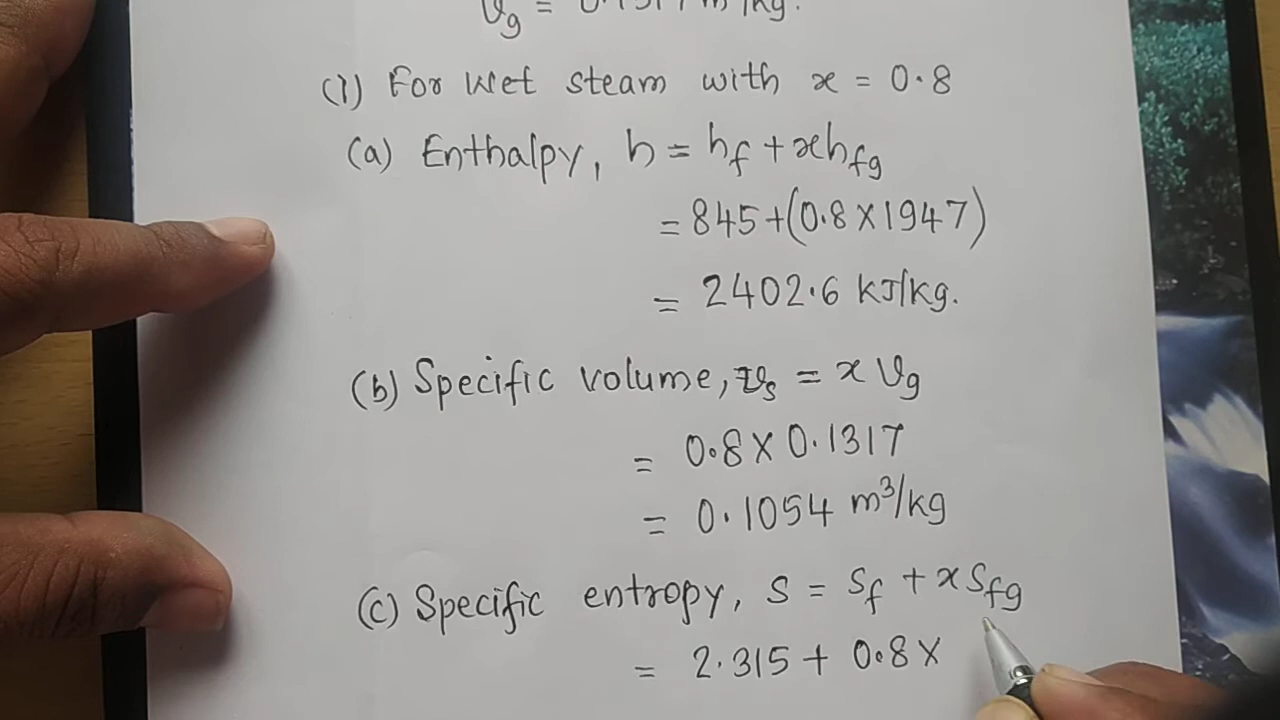 (1) For wet steam with x = 0.8
(a) Enthalpy, h = hf + xhfg
= 845+(0.8×1947)
= 2402.6 kJ/kg.
(b) Specific volume, vs = x vg
= 0.8×0.1317
= 0.1054 m³/kg
(c) Specific entropy, s = sf + xsfg
= 2.315 + 0.8×